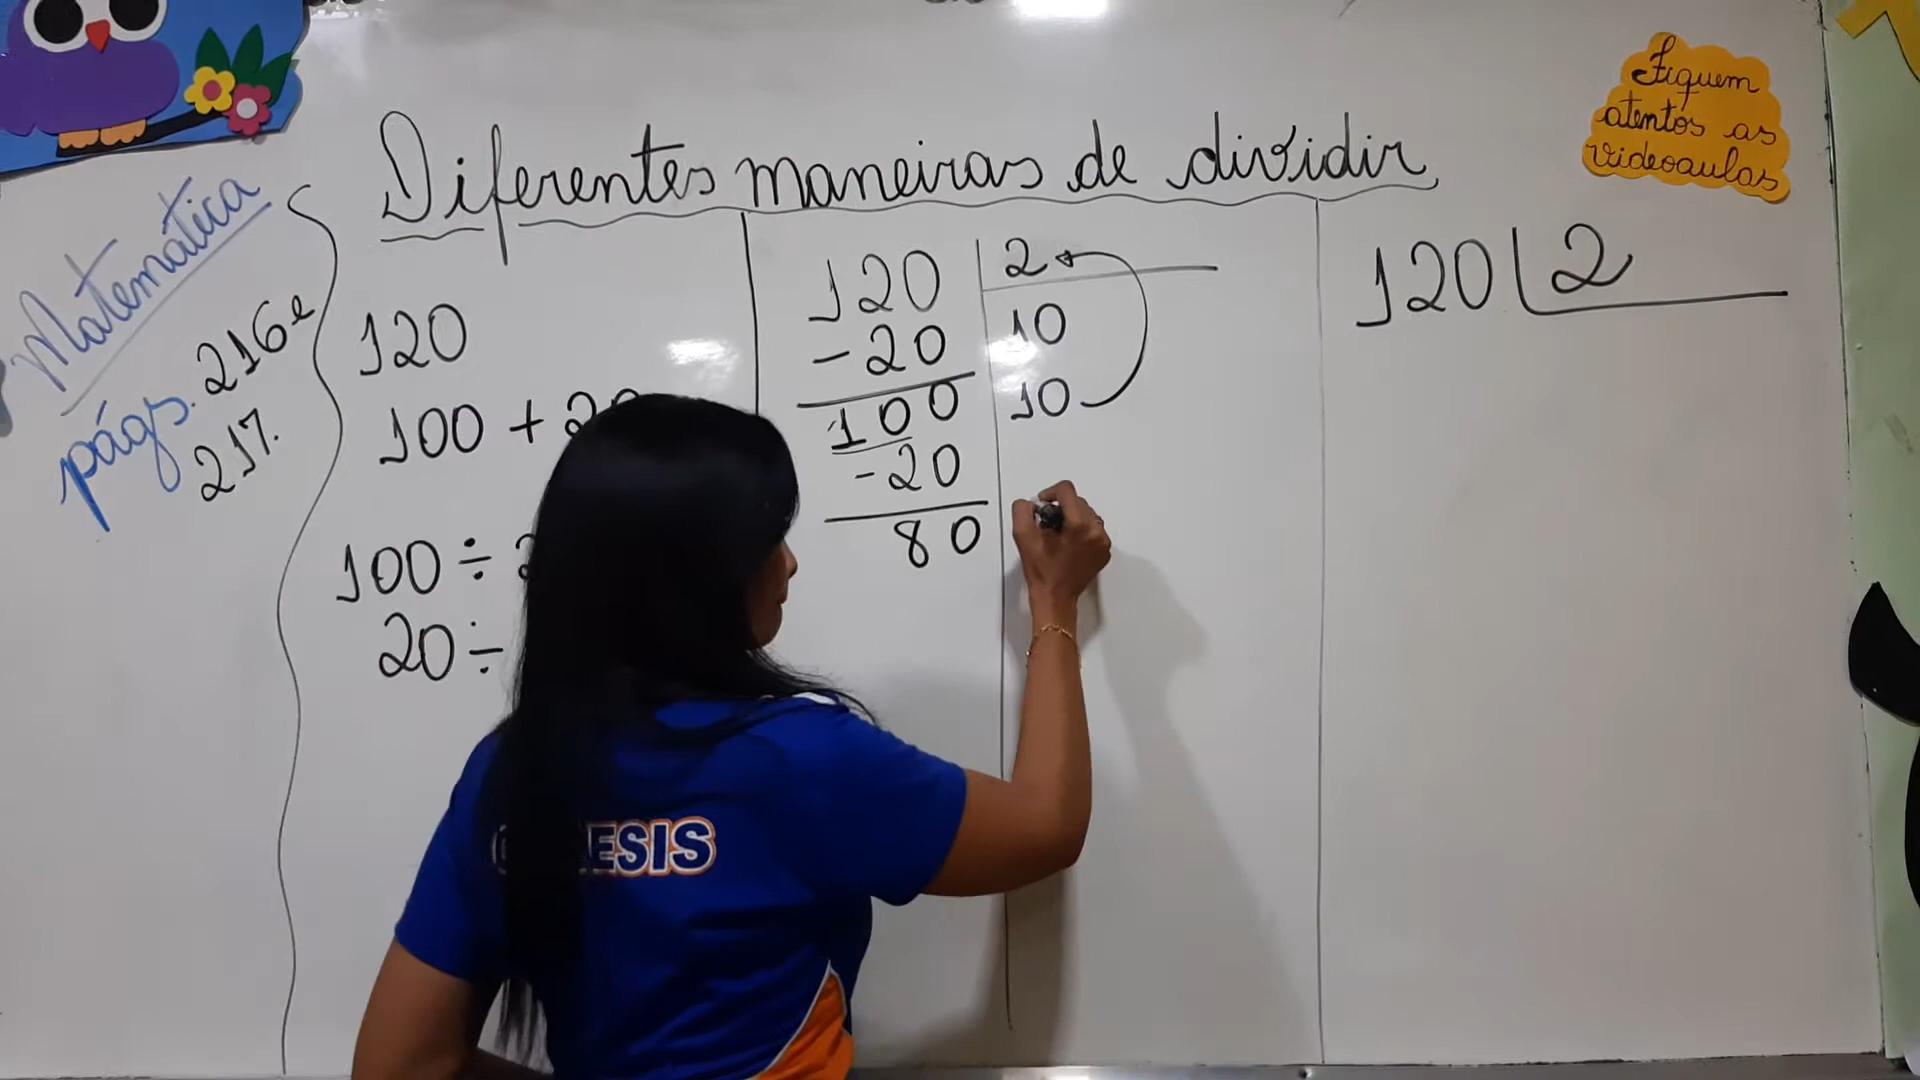 Diferentes maneiras de dividir
Fiquem
atentos as
videoaulas
Matemática
págs. 216 e
217.
120
100 + 20
100 ÷ 2
20 ÷
120 2
- 20 10
100 10
- 20
80
120 2